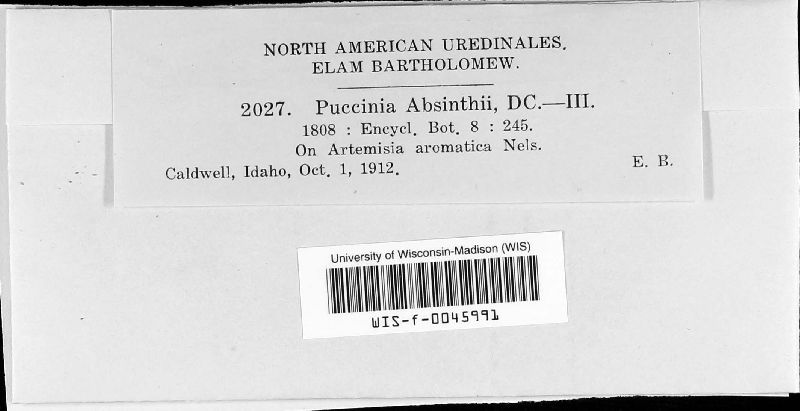 NORTH AMERICAN UREDINALES.
ELAM BARTHOLOMEW.
2027. Puccinia Absinthii, DC.—III.
1808 : Encycl. Bot. 8 : 245.
On Artemisia aromatica Nels.
Caldwell, Idaho, Oct. 1, 1912. E. B.
University of Wisconsin-Madison (WIS)
WIS-f-0045991